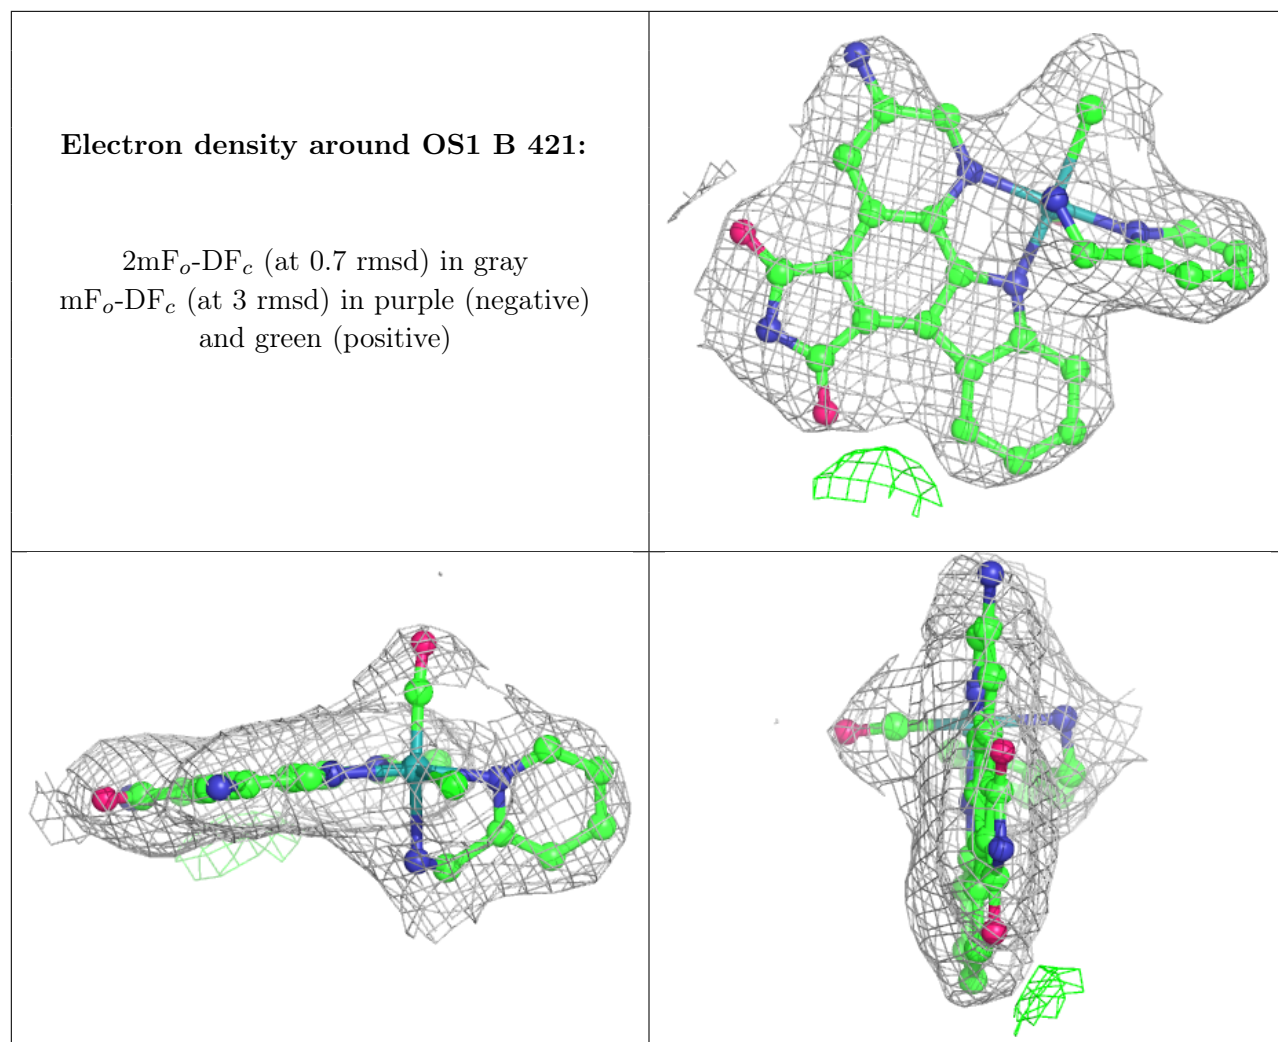 Electron density around OS1 B 421:
2mFo-DFc (at 0.7 rmsd) in gray
mFo-DFc (at 3 rmsd) in purple (negative)
and green (positive)